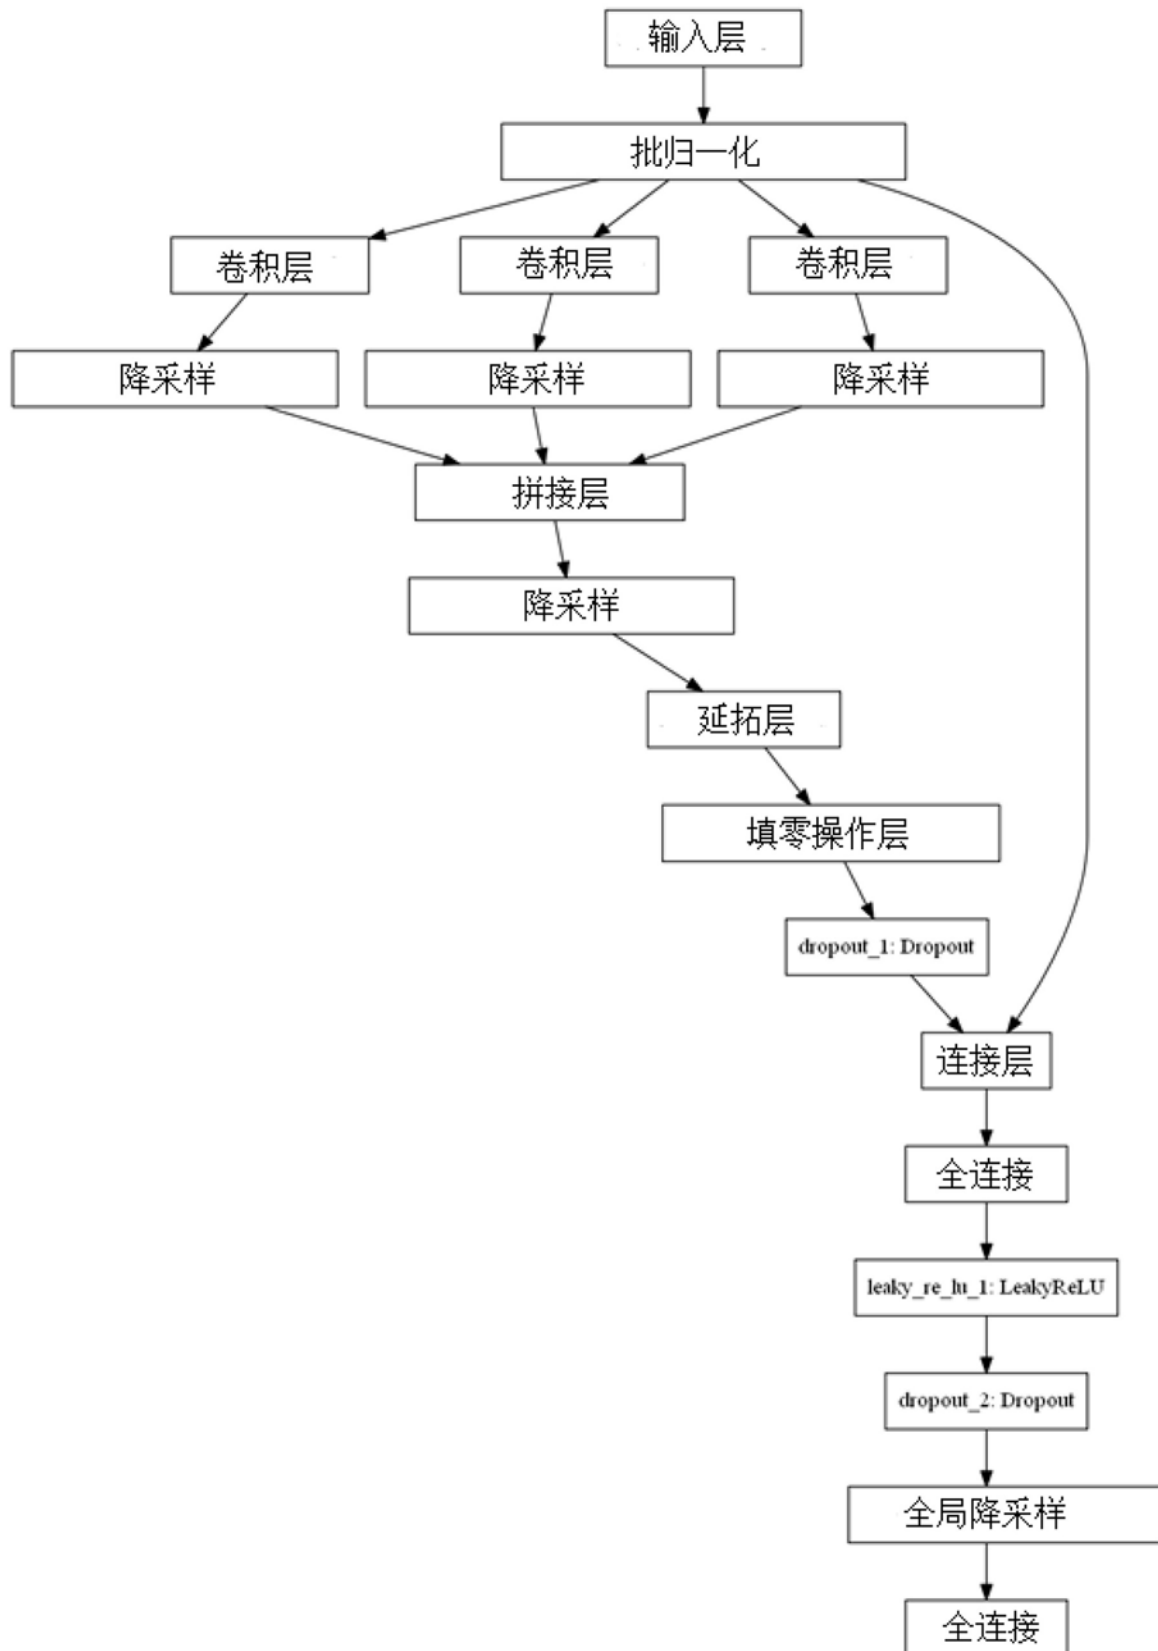 输入层
批归一化
卷积层
卷积层
卷积层
降采样
降采样
降采样
拼接层
降采样
延拓层
填零操作层
dropout_1: Dropout
连接层
全连接
leaky_re_lu_1: LeakyReLU
dropout_2: Dropout
全局降采样
全连接